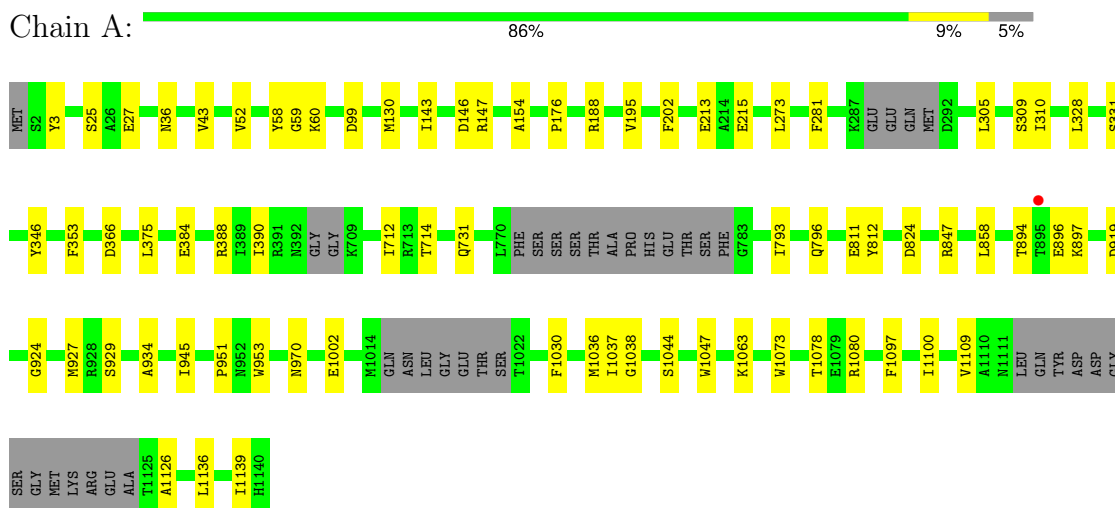 Chain A:
86% 9% 5%
MET S2 Y3 S25 A26 E27 N36 V43 V52 Y58 G59 K60 D99 M130 I143 D146 R147 A154 P176 R188 V195 F202 E213 A214 E215 L273 F281 K287 GLU GLU GLN MET D292 L305 S309 I310 L328 S331
Y346 F353 D366 L375 E384 R388 I389 I390 R391 N392 GLY GLY K709 I712 R713 T714 Q731 L770 PHE SER SER SER THR ALA PRO HIS GLU THR SER PHE G783 I793 Q796 E811 Y812 D824 R847 L858 T894 T895 E896 K897 D919
G924 M927 R928 S929 A934 I945 P951 N952 W953 N970 E1002 M1014 GLN ASN LEU GLY GLU THR SER T1022 F1030 M1036 I1037 G1038 S1044 W1047 K1063 W1073 T1078 E1079 R1080 F1097 I1100 V1109 A1110 N1111 LEU GLN TYR ASP ASP GLY
SER GLY MET LYS ARG GLU ALA T1125 A1126 L1136 I1139 H1140